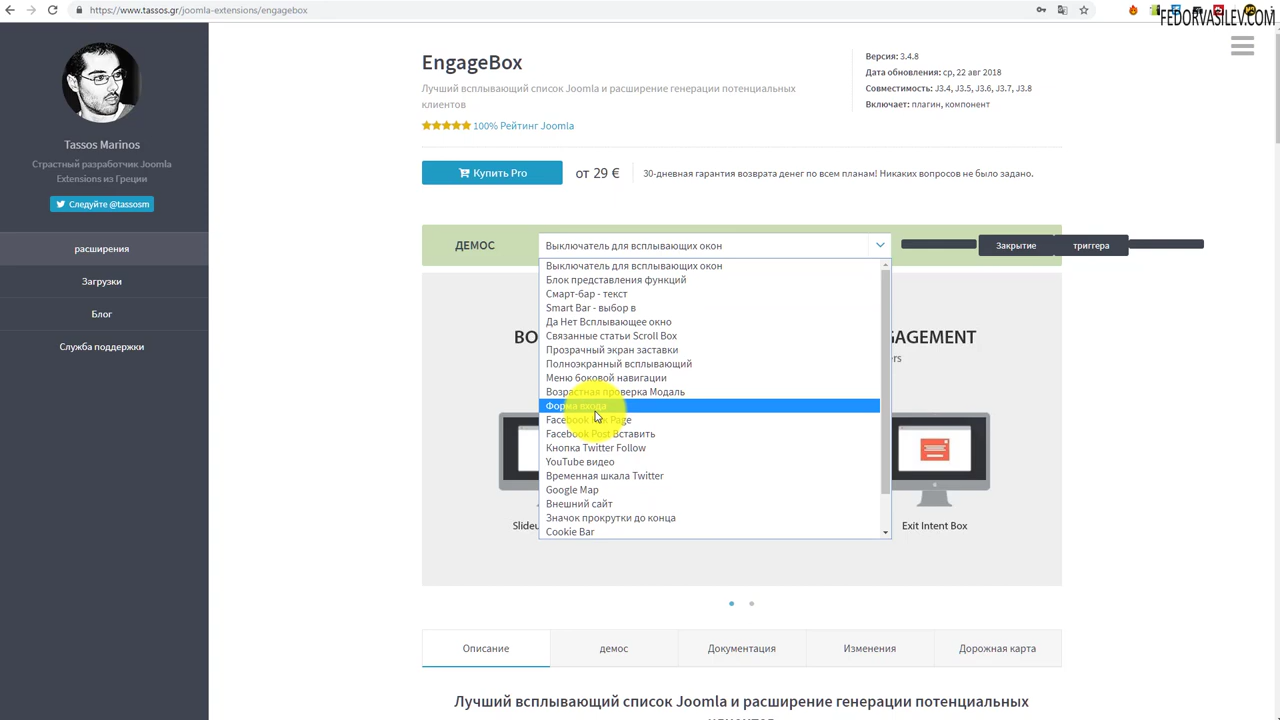 https://www.tassos.gr/joomla-extensions/engagebox
FEDORVASILEV.COM
Tassos Marinos
Страстный разработчик Joomla
Extensions из Греции
Следуйте @tassosm
расширения
Загрузки
Блог
Служба поддержки
EngageBox
Лучший всплывающий список Joomla и расширение генерации потенциальных
клиентов
100% Рейтинг Joomla
Версия: 3.4.8
Дата обновления: ср, 22 авг 2018
Совместимость: J3.4, J3.5, J3.6, J3.7, J3.8
Включает: плагин, компонент
Купить Pro
от 29 €
30-дневная гарантия возврата денег по всем планам! Никаких вопросов не было задано.
ДЕМОС
Выключатель для всплывающих окон
Закрытие
триггера
Выключатель для всплывающих окон
Блок представления функций
Смарт-бар - текст
Smart Bar - выбор в
Да Нет Всплывающее окно
Связанные статьи Scroll Box
Прозрачный экран заставки
Полноэкранный всплывающий
Меню боковой навигации
Возрастная проверка Модаль
Форма входа
Facebook Page
Facebook Post Вставить
Кнопка Twitter Follow
YouTube видео
Временная шкала Twitter
Google Map
Внешний сайт
Значок прокрутки до конца
Cookie Bar
BO
AGEMENT
ers
Slideu
Exit Intent Box
Описание
демос
Документация
Изменения
Дорожная карта
Лучший всплывающий список Joomla и расширение генерации потенциальных